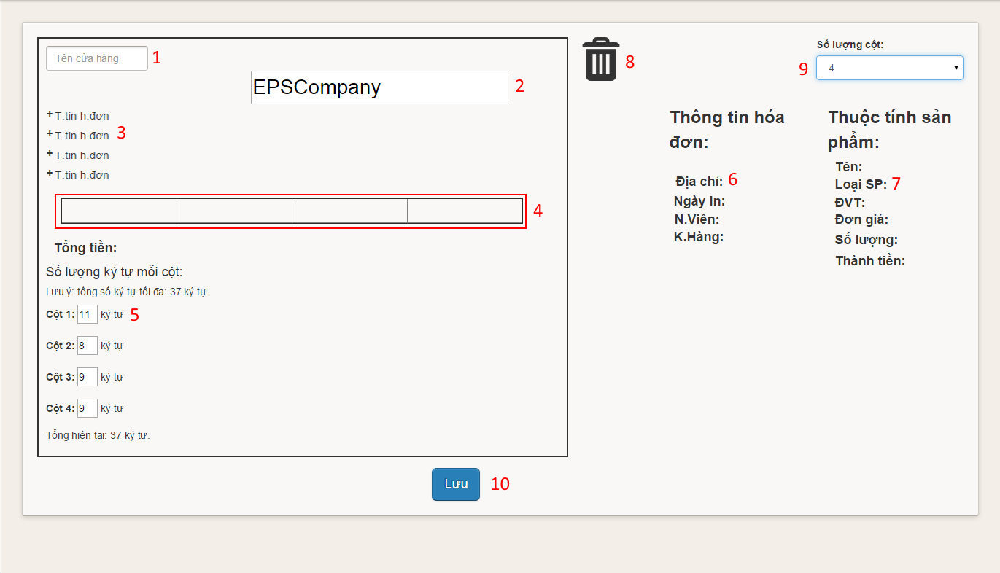 Tên cửa hàng 1
EPSCompany 2
+ T.tin h.đơn
+ T.tin h.đơn 3
+ T.tin h.đơn
+ T.tin h.đơn
4
Tổng tiền:
Số lượng ký tự mỗi cột:
Lưu ý: tổng số ký tự tối đa: 37 ký tự.
Cột 1: 11 ký tự 5
Cột 2: 8 ký tự
Cột 3: 9 ký tự
Cột 4: 9 ký tự
Tổng hiện tại: 37 ký tự.
Lưu 10
8
Số lượng cột:
9 4
Thông tin hóa
đơn:
Địa chỉ: 6
Ngày in:
N.Viên:
K.Hàng:
Thuộc tính sản
phẩm:
Tên:
Loại SP: 7
ĐVT:
Đơn giá:
Số lượng:
Thành tiền: